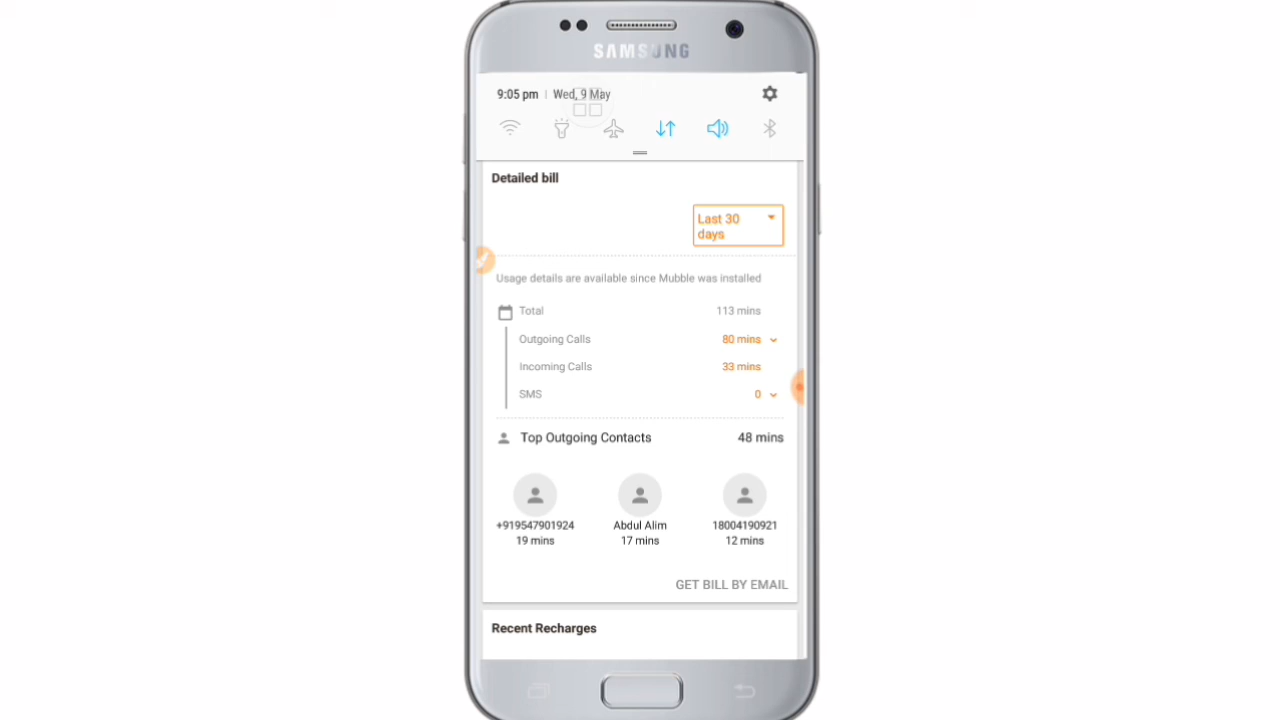 SAMSUNG
9:05 pm | Wed, 9 May
Detailed bill
Last 30
days
Usage details are available since Mubble was installed
Total 113 mins
Outgoing Calls 80 mins
Incoming Calls 33 mins
SMS 0
Top Outgoing Contacts 48 mins
+919547901924 Abdul Alim 18004190921
19 mins 17 mins 12 mins
GET BILL BY EMAIL
Recent Recharges